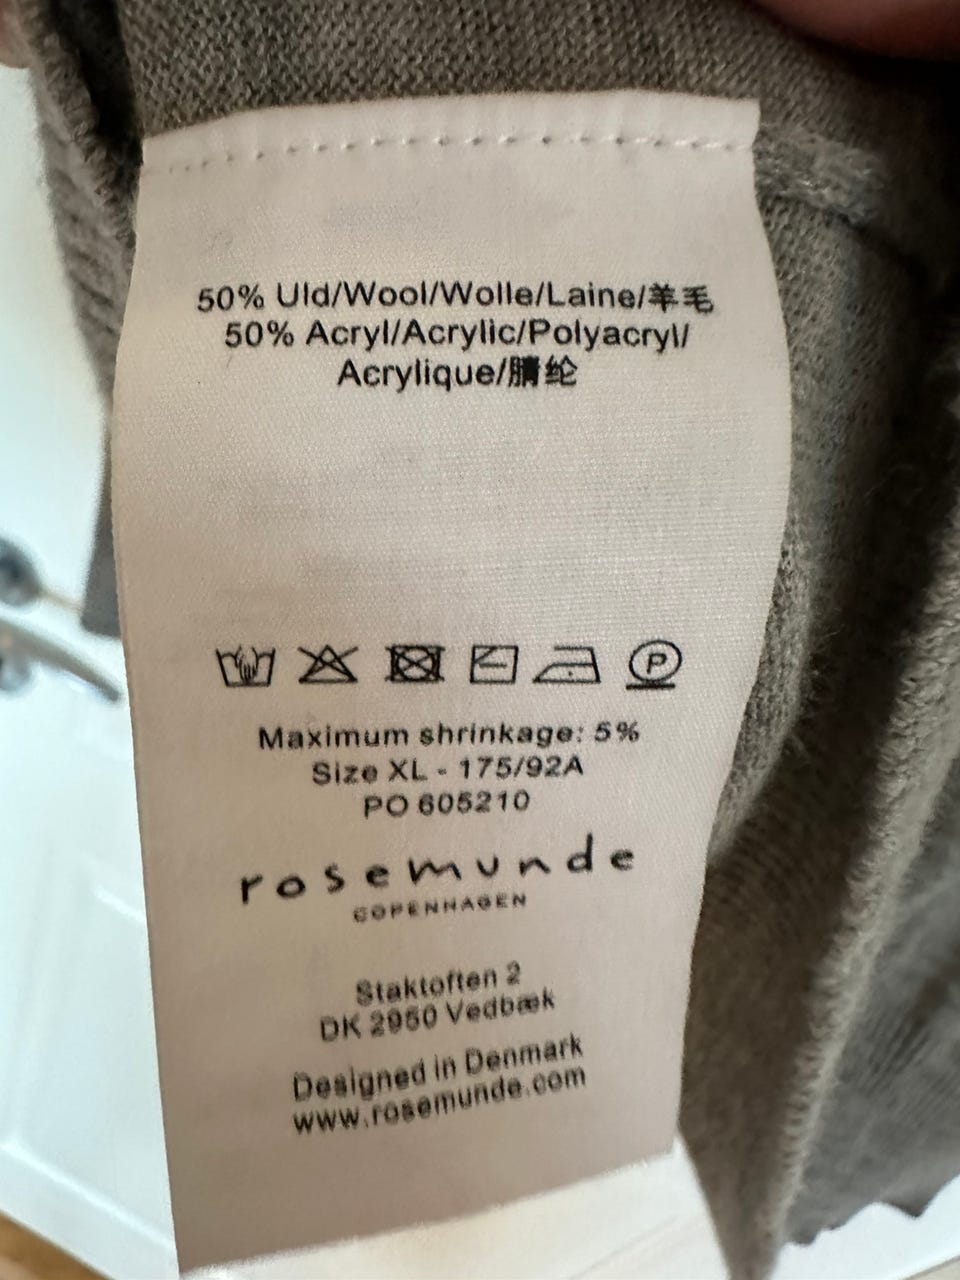 50% Uld/Wool/Wolle/Laine/羊毛
50% Acryl/Acrylic/Polyacryl/
Acrylique/腈纶
P
Maximum shrinkage: 5%
Size XL - 175/92A
PO 605210
rosemunde
COPENHAGEN
Staktoften 2
DK 2950 Vedbæk
Designed in Denmark
www.rosemunde.com